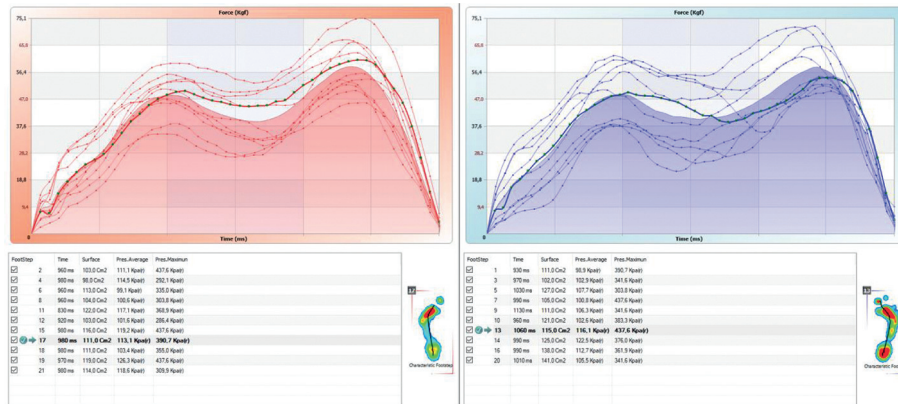 Force (Kgf)
75,1
65,8
56,4
47,0
37,6
28,2
18,8
9,4
0
Time (ms)
FootStep Time Surface Pres.Average Pres.Maximun
2 960 ms 103,0 Cm2 111,1 Kpa(r) 437,6 Kpa(r)
4 980 ms 98,0 Cm2 114,5 Kpa(r) 292,1 Kpa(r)
6 960 ms 113,0 Cm2 99,1 Kpa(r) 335,0 Kpa(r)
8 960 ms 104,0 Cm2 100,6 Kpa(r) 303,8 Kpa(r)
11 830 ms 122,0 Cm2 117,1 Kpa(r) 368,9 Kpa(r)
12 920 ms 103,0 Cm2 101,6 Kpa(r) 286,4 Kpa(r)
15 980 ms 116,0 Cm2 119,2 Kpa(r) 437,6 Kpa(r)
17 980 ms 111,0 Cm2 113,1 Kpa(r) 390,7 Kpa(r)
18 980 ms 111,0 Cm2 103,4 Kpa(r) 355,0 Kpa(r)
19 970 ms 119,0 Cm2 126,3 Kpa(r) 437,6 Kpa(r)
21 980 ms 114,0 Cm2 118,6 Kpa(r) 309,9 Kpa(r)
Characteristic Footstep
Force (Kgf)
75,1
65,8
56,4
47,0
37,6
28,2
18,8
9,4
0
Time (ms)
FootStep Time Surface Pres.Average Pres.Maximun
1 930 ms 111,0 Cm2 98,9 Kpa(r) 390,7 Kpa(r)
3 970 ms 102,0 Cm2 102,9 Kpa(r) 341,6 Kpa(r)
5 1030 ms 127,0 Cm2 107,7 Kpa(r) 303,8 Kpa(r)
7 990 ms 105,0 Cm2 100,8 Kpa(r) 437,6 Kpa(r)
9 1130 ms 111,0 Cm2 106,3 Kpa(r) 341,6 Kpa(r)
10 960 ms 121,0 Cm2 102,6 Kpa(r) 383,3 Kpa(r)
13 1060 ms 115,0 Cm2 116,1 Kpa(r) 437,6 Kpa(r)
14 990 ms 125,0 Cm2 122,5 Kpa(r) 376,0 Kpa(r)
16 990 ms 138,0 Cm2 112,7 Kpa(r) 361,9 Kpa(r)
20 1010 ms 141,0 Cm2 105,5 Kpa(r) 341,6 Kpa(r)
Characteristic Footstep